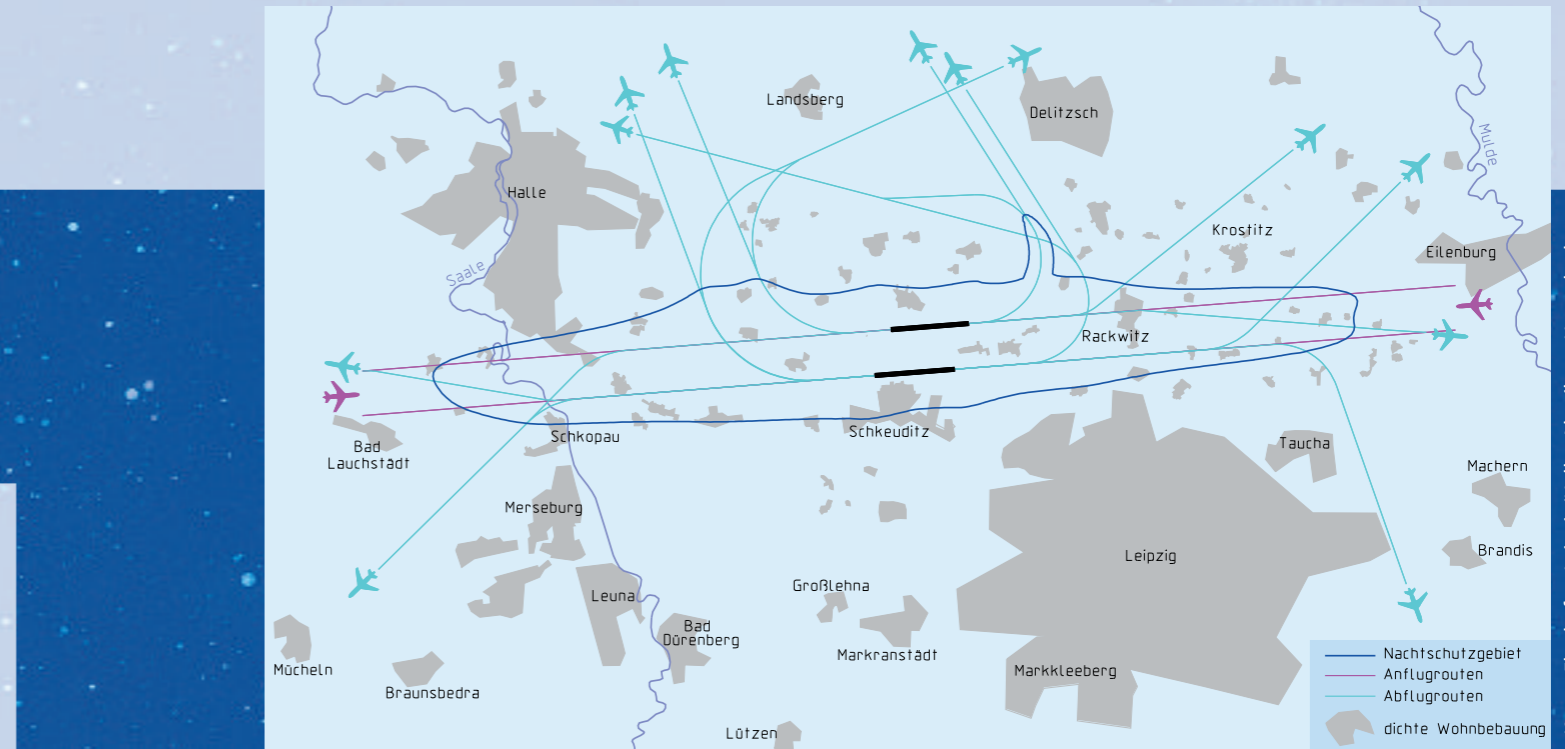 Landsberg
Delitzsch
Mulde
Halle
Krostitz
Eilenburg
Saale
Rackwitz
Schkopau
Schkeuditz
Bad
Lauchstädt
Taucha
Machern
Merseburg
Brandis
Leipzig
Großlehna
Leuna
Bad
Dürenberg
Markranstädt
Mücheln
Markkleeberg
Braunsbedra
Lützen
Nachtschutzgebiet
Anflugrouten
Abflugrouten
dichte Wohnbebauung